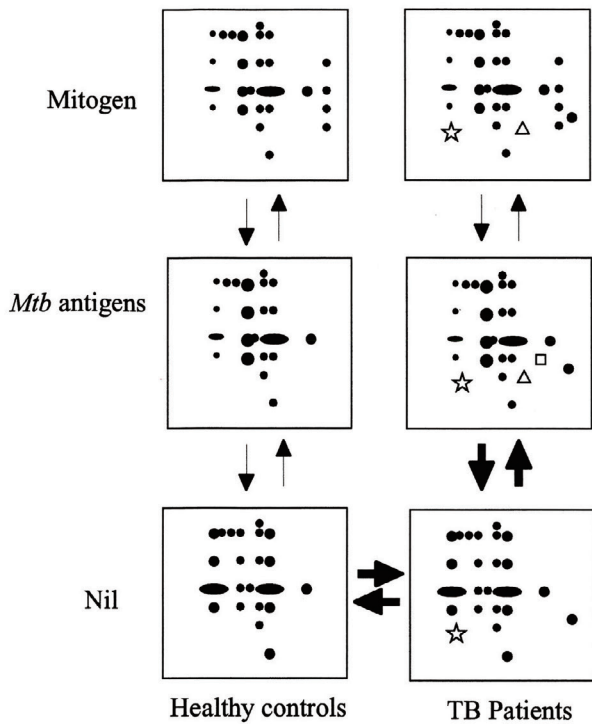 Mitogen
Mtb antigens
Nil
Healthy controls
TB Patients